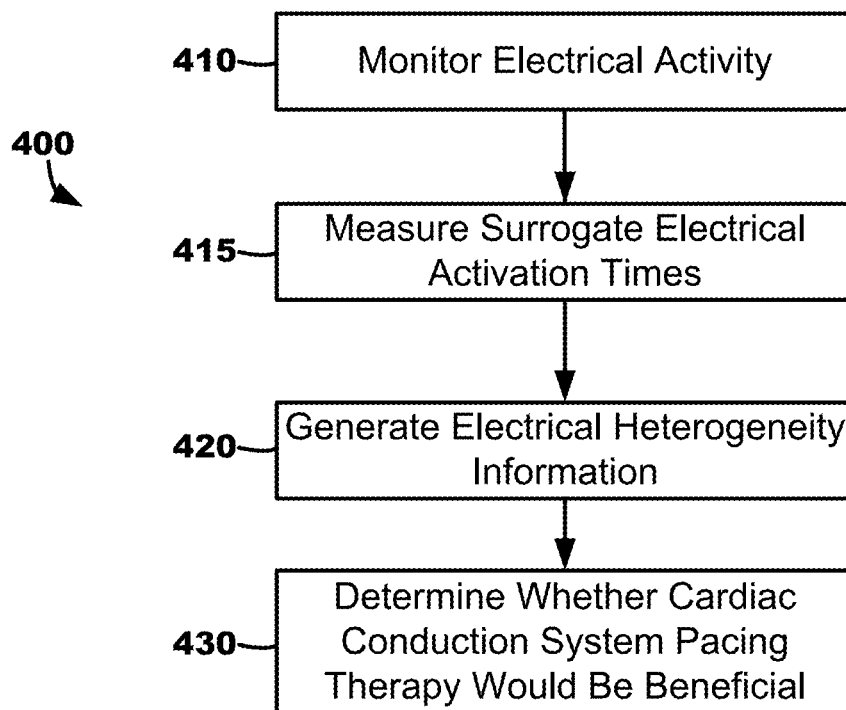 410
Monitor Electrical Activity
400
415
Measure Surrogate Electrical
Activation Times
420
Generate Electrical Heterogeneity
Information
430
Determine Whether Cardiac
Conduction System Pacing
Therapy Would Be Beneficial